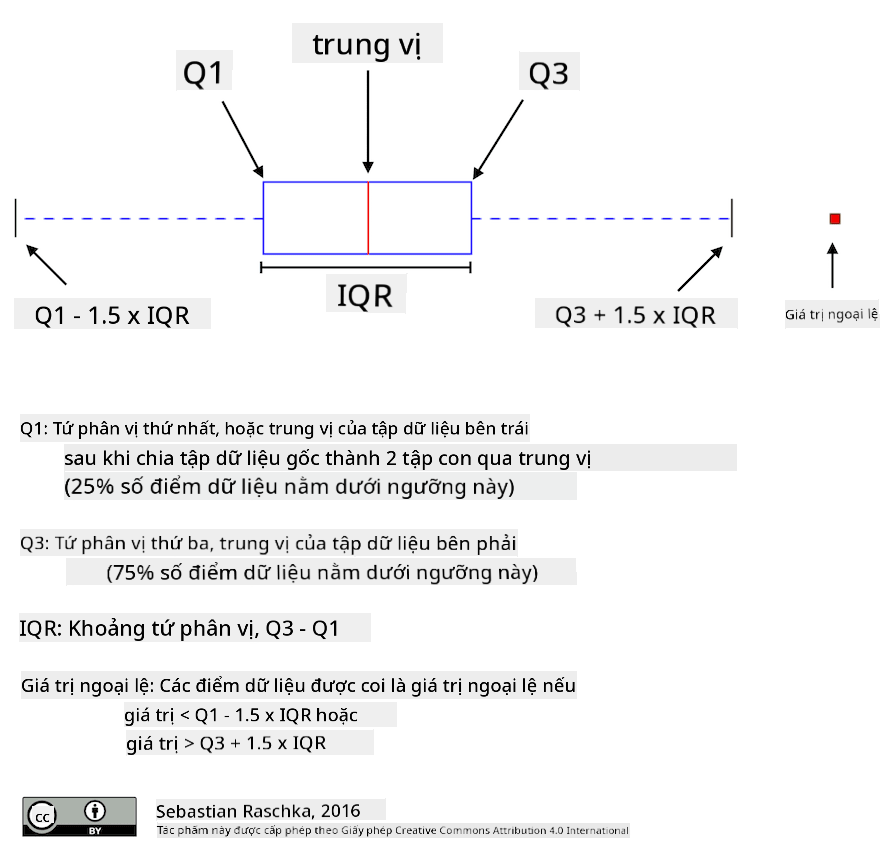 trung vị
Q1
Q3
IQR
Q1 - 1.5 x IQR
Q3 + 1.5 x IQR
Giá trị ngoại lệ
Q1: Tứ phân vị thứ nhất, hoặc trung vị của tập dữ liệu bên trái
sau khi chia tập dữ liệu gốc thành 2 tập con qua trung vị
(25% số điểm dữ liệu nằm dưới ngưỡng này)
Q3: Tứ phân vị thứ ba, trung vị của tập dữ liệu bên phải
(75% số điểm dữ liệu nằm dưới ngưỡng này)
IQR: Khoảng tứ phân vị, Q3 - Q1
Giá trị ngoại lệ: Các điểm dữ liệu được coi là giá trị ngoại lệ nếu
giá trị < Q1 - 1.5 x IQR hoặc
giá trị > Q3 + 1.5 x IQR
cc
BY
Sebastian Raschka, 2016
Tác phẩm này được cấp phép theo Giấy phép Creative Commons Attribution 4.0 International